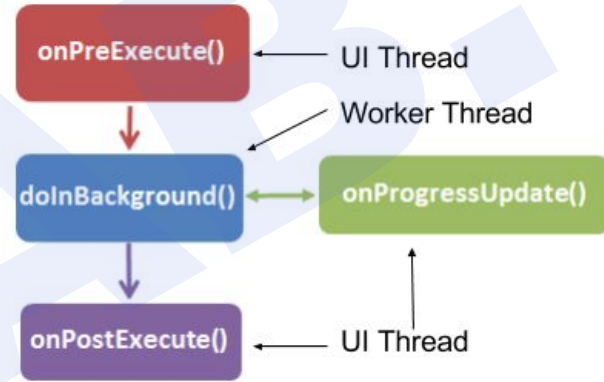 onPreExecute()
UI Thread
Worker Thread
doInBackground()
onProgressUpdate()
onPostExecute()
UI Thread